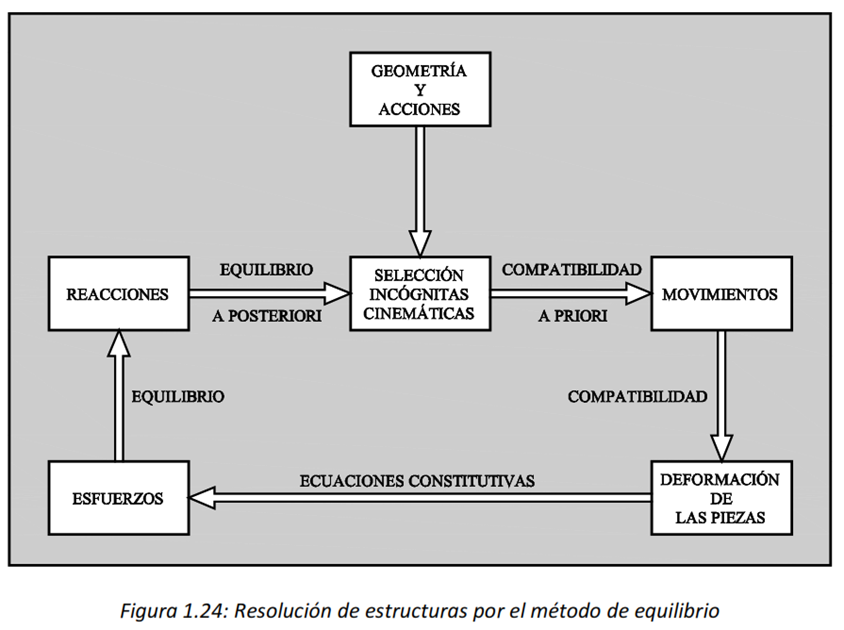 GEOMETRÍA
Y
ACCIONES
REACCIONES
EQUILIBRIO
A POSTERIORI
SELECCIÓN
INCÓGNITAS
CINEMÁTICAS
COMPATIBILIDAD
A PRIORI
MOVIMIENTOS
EQUILIBRIO
COMPATIBILIDAD
ESFUERZOS
ECUACIONES CONSTITUTIVAS
DEFORMACIÓN
DE
LAS PIEZAS
Figura 1.24: Resolución de estructuras por el método de equilibrio